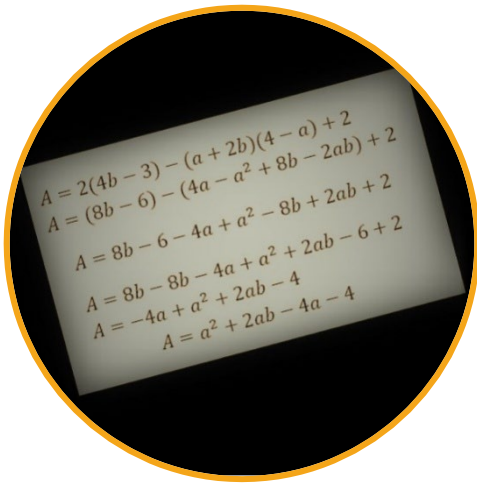 A = 2(4b − 3) − (a + 2b)(4 − a) + 2
A = (8b − 6) − (4a − a² + 8b − 2ab) + 2
A = 8b − 6 − 4a + a² − 8b + 2ab + 2
A = 8b − 8b − 4a + a² + 2ab − 6 + 2
A = −4a + a² + 2ab − 4
A = a² + 2ab − 4a − 4